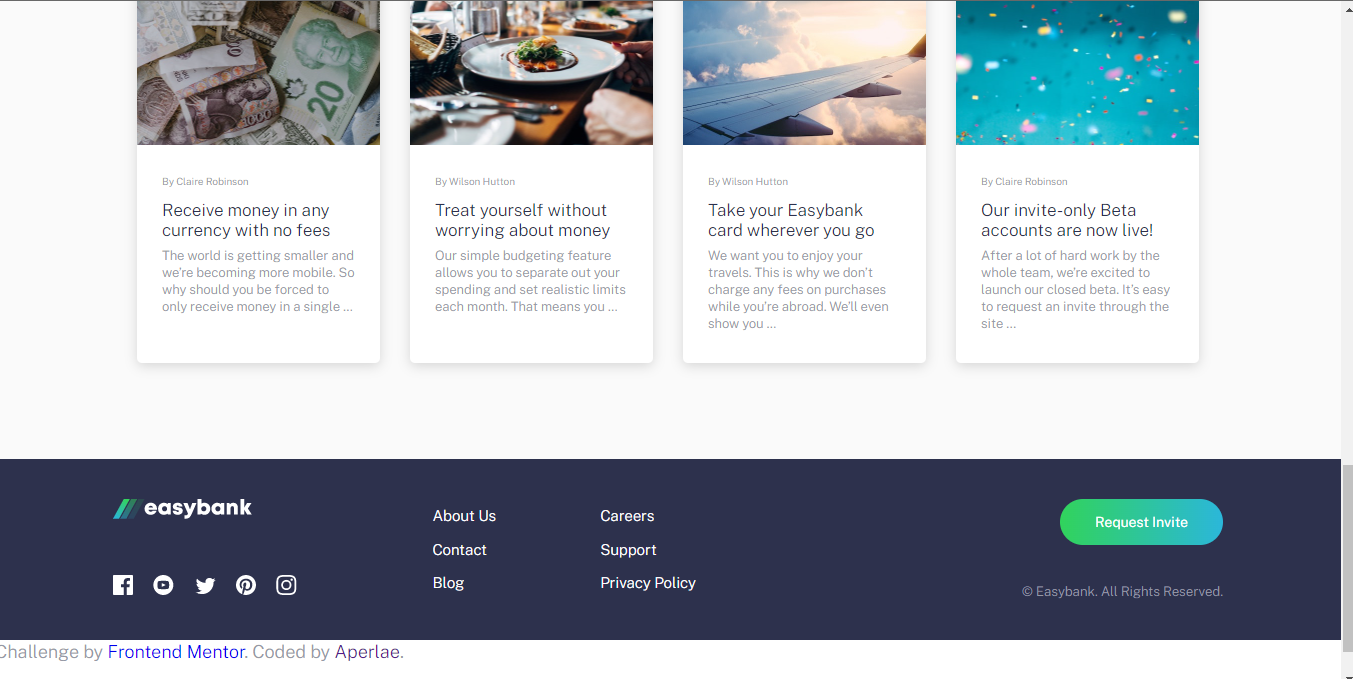 By Claire Robinson
Receive money in any
currency with no fees
The world is getting smaller and
we're becoming more mobile. So
why should you be forced to
only receive money in a single ...
By Wilson Hutton
Treat yourself without
worrying about money
Our simple budgeting feature
allows you to separate out your
spending and set realistic limits
each month. That means you ...
By Wilson Hutton
Take your Easybank
card wherever you go
We want you to enjoy your
travels. This is why we don't
charge any fees on purchases
while you're abroad. We'll even
show you ...
By Claire Robinson
Our invite-only Beta
accounts are now live!
After a lot of hard work by the
whole team, we're excited to
launch our closed beta. It's easy
to request an invite through the
site ...
easybank
About Us
Contact
Blog
Careers
Support
Privacy Policy
Request Invite
© Easybank. All Rights Reserved.
Challenge by Frontend Mentor. Coded by Aperlae.
20
1000